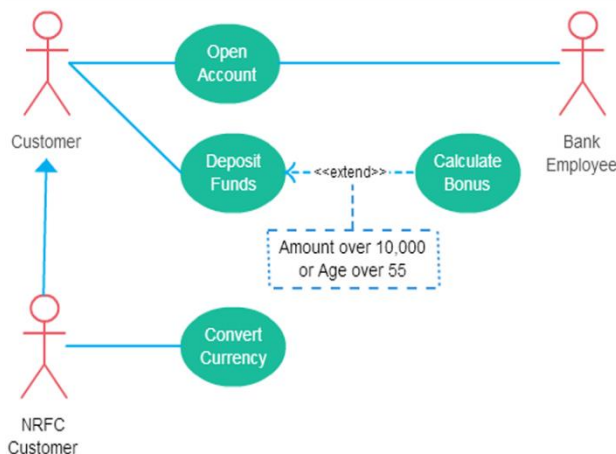 Open
Account
Customer
Bank
Employee
Deposit
Funds
<<extend>>
Calculate
Bonus
Amount over 10,000
or Age over 55
Convert
Currency
NRFC
Customer